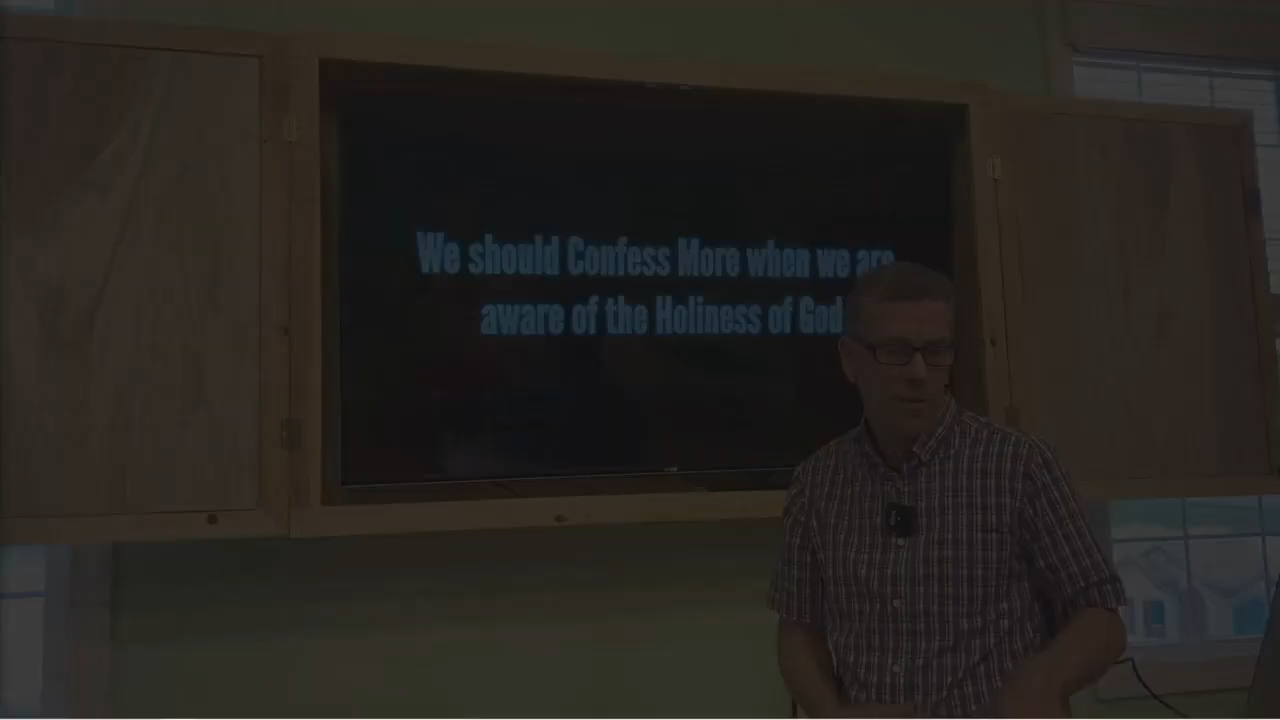 We should Confess More when we are
aware of the Holiness of God